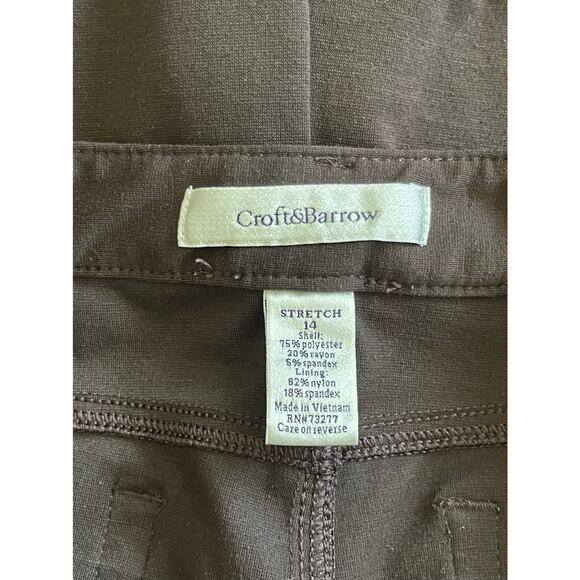 Croft&Barrow
STRETCH
14
Shell:
75% polyester
20% rayon
5% spandex
Lining:
82% nylon
18% spandex
Made in Vietnam
RN#73277
Care on reverse